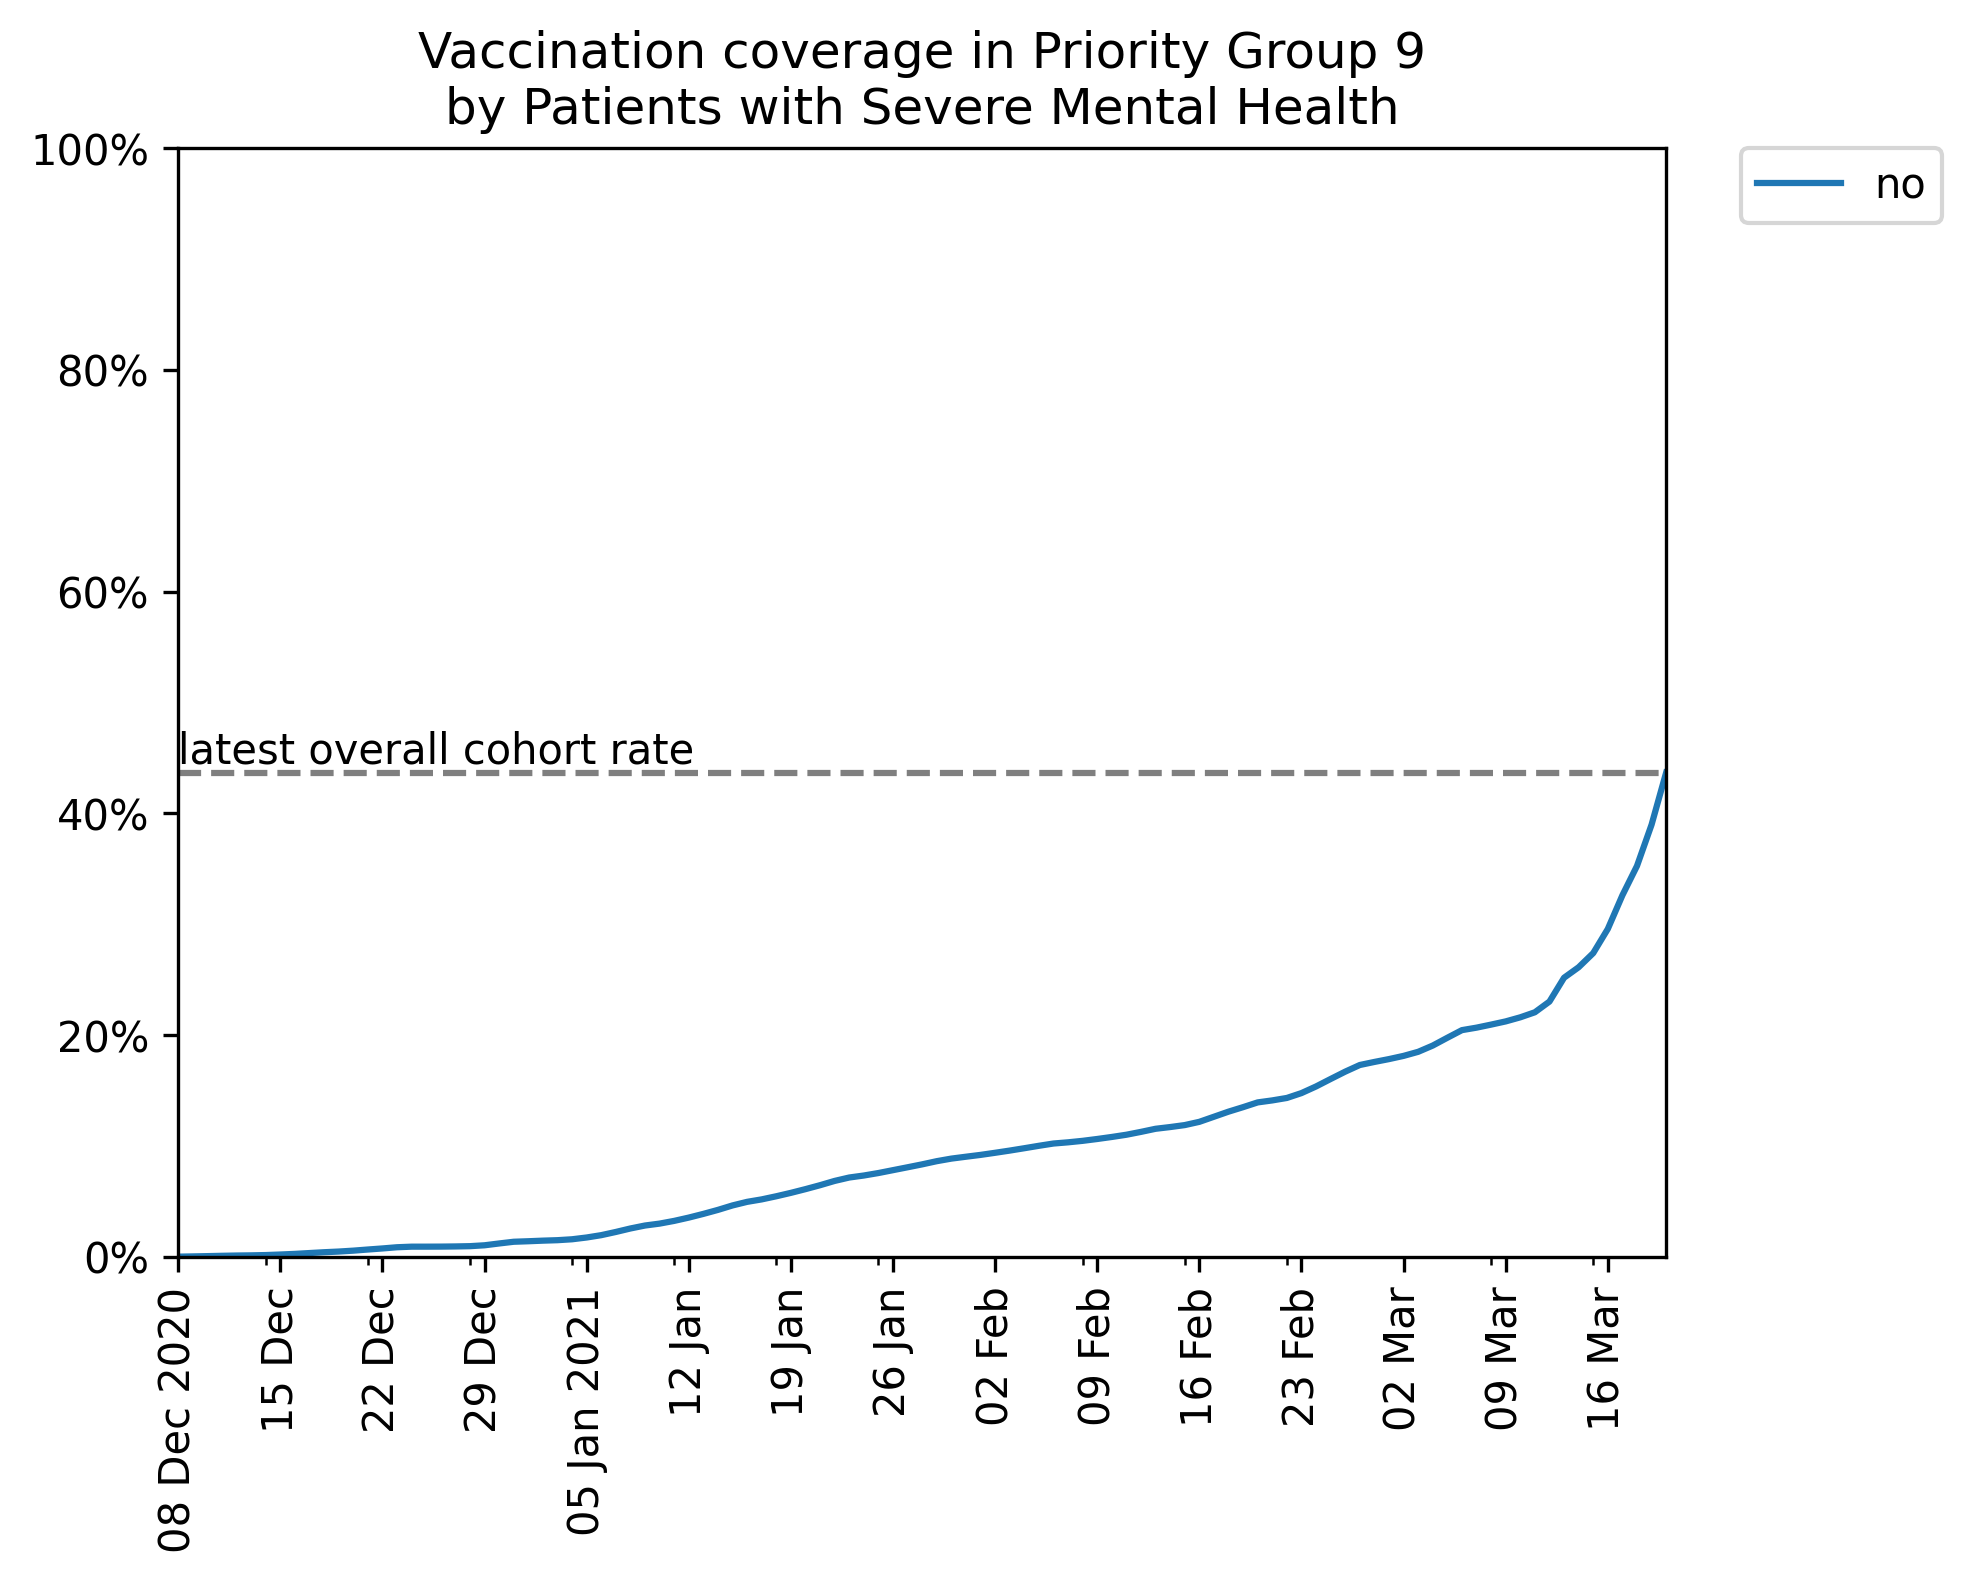 Vaccination coverage in Priority Group 9
by Patients with Severe Mental Health
100%
80%
60%
40%
20%
0%
latest overall cohort rate
no
08 Dec 2020
15 Dec
22 Dec
29 Dec
05 Jan 2021
12 Jan
19 Jan
26 Jan
02 Feb
09 Feb
16 Feb
23 Feb
02 Mar
09 Mar
16 Mar